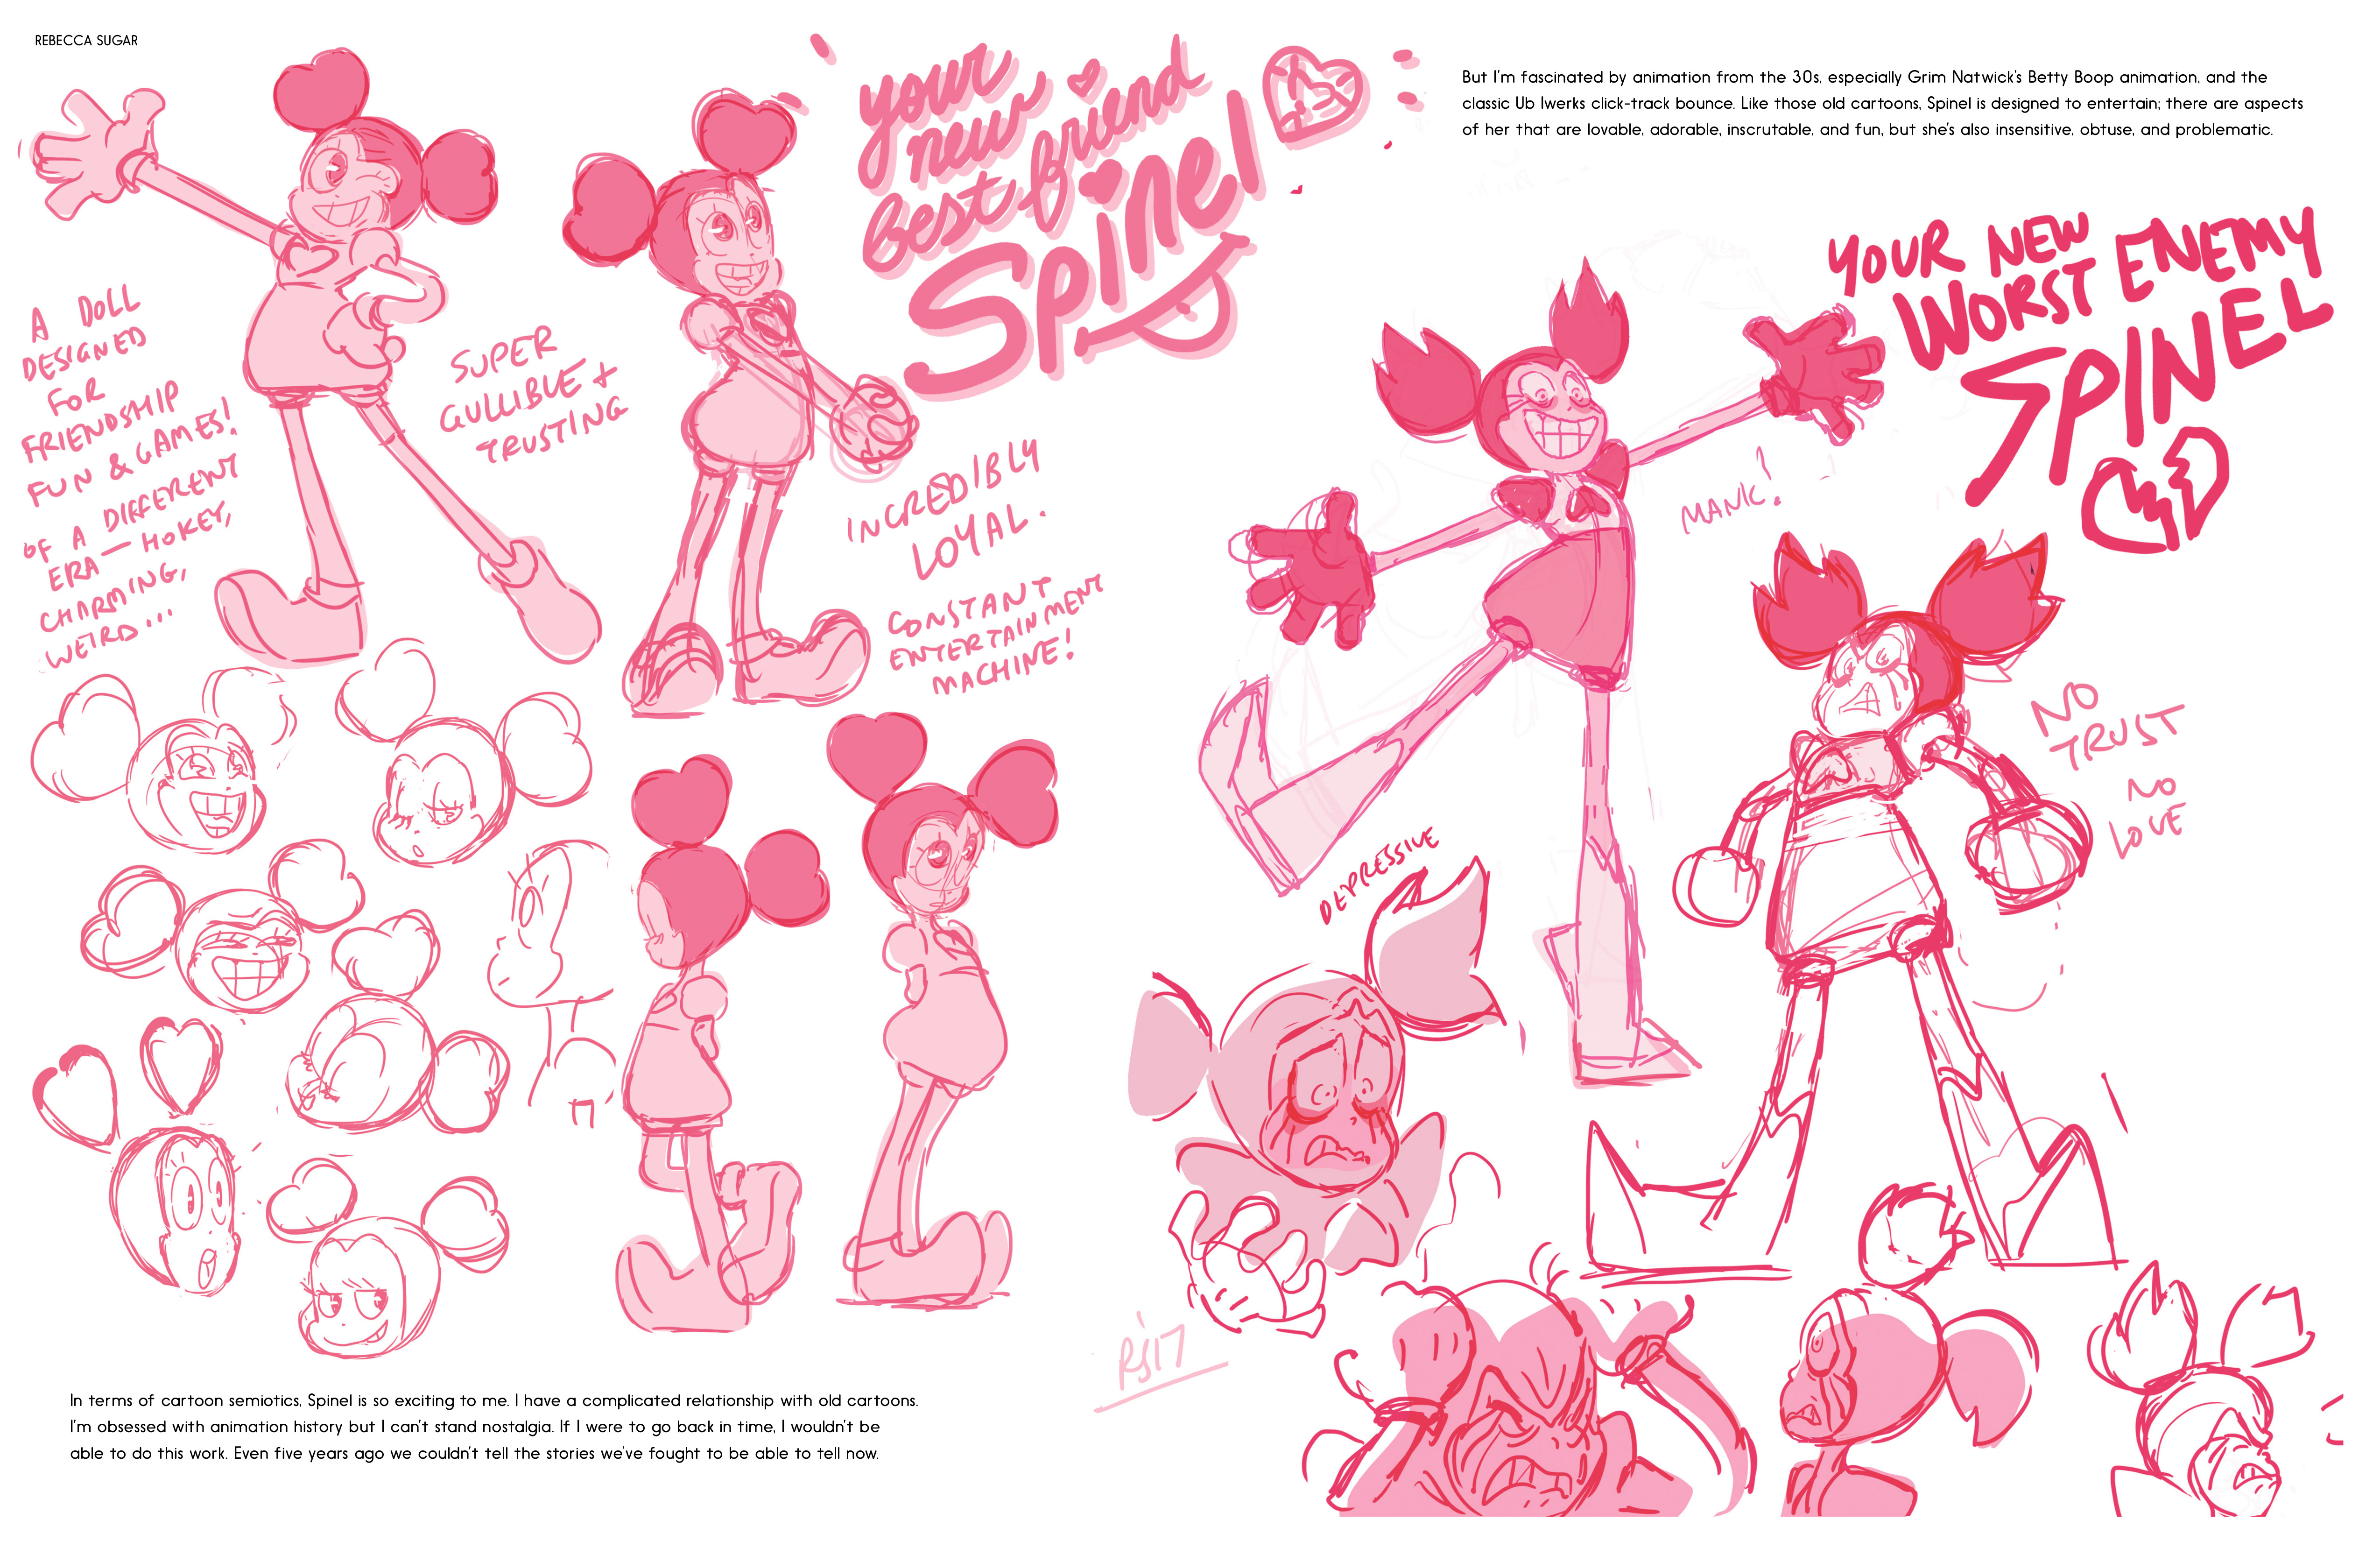 REBECCA SUGAR
A DOLL
DESIGNED
FOR
FRIENDSHIP
FUN & GAMES!
OF A DIFFERENT
ERA — HOKEY,
CHARMING,
WEIRD...
SUPER
GULLIBLE +
TRUSTING
your
new
best friend
Spinel
INCREDIBLY
LOYAL.
CONSTANT
ENTERTAINMENT
MACHINE!
In terms of cartoon semiotics, Spinel is so exciting to me. I have a complicated relationship with old cartoons.
I'm obsessed with animation history but I can't stand nostalgia. If I were to go back in time, I wouldn't be
able to do this work. Even five years ago we couldn't tell the stories we've fought to be able to tell now.
But I'm fascinated by animation from the 30s, especially Grim Natwick's Betty Boop animation, and the
classic Ub Iwerks click-track bounce. Like those old cartoons, Spinel is designed to entertain; there are aspects
of her that are lovable, adorable, inscrutable, and fun, but she's also insensitive, obtuse, and problematic.
YOUR NEW
WORST ENEMY
SPINEL
MANIC!
NO
TRUST
NO
LOVE
DEPRESSIVE
RS'17